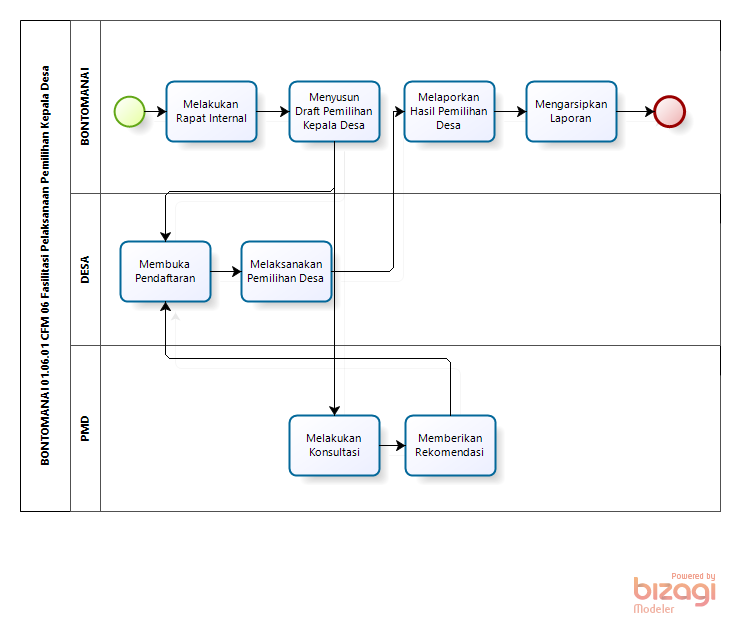 BONTOMANAI 01.06.01 CFM 06 Fasilitasi Pelaksanaan Pemilihan Kepala Desa
BONTOMANAI
Melakukan
Rapat Internal
Menyusun
Draft Pemilihan
Kepala Desa
Melaporkan
Hasil Pemilihan
Desa
Mengarsipkan
Laporan
DESA
Membuka
Pendaftaran
Melaksanakan
Pemilihan Desa
PMD
Melakukan
Konsultasi
Memberikan
Rekomendasi
Powered by
bizagi
Modeler